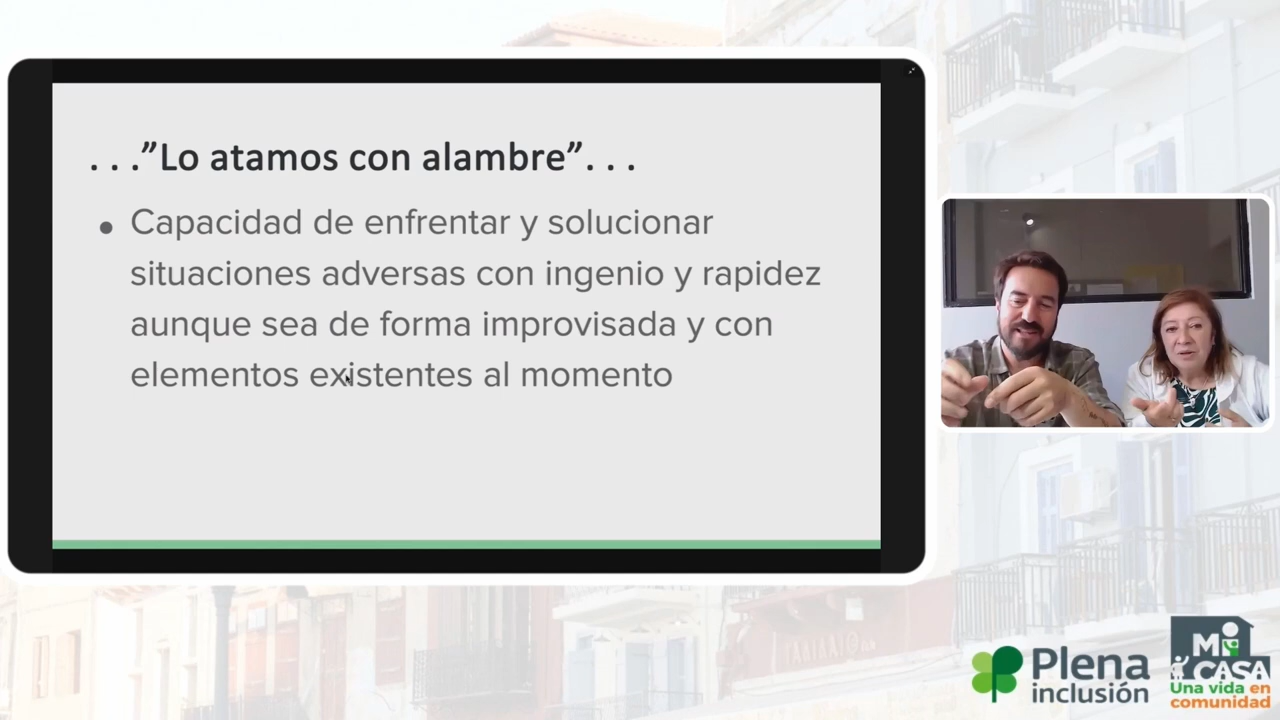 . . .”Lo atamos con alambre”. . .
• Capacidad de enfrentar y solucionar
situaciones adversas con ingenio y rapidez
aunque sea de forma improvisada y con
elementos existentes al momento
Plena
inclusión
Mi
CASA
Una vida en
comunidad